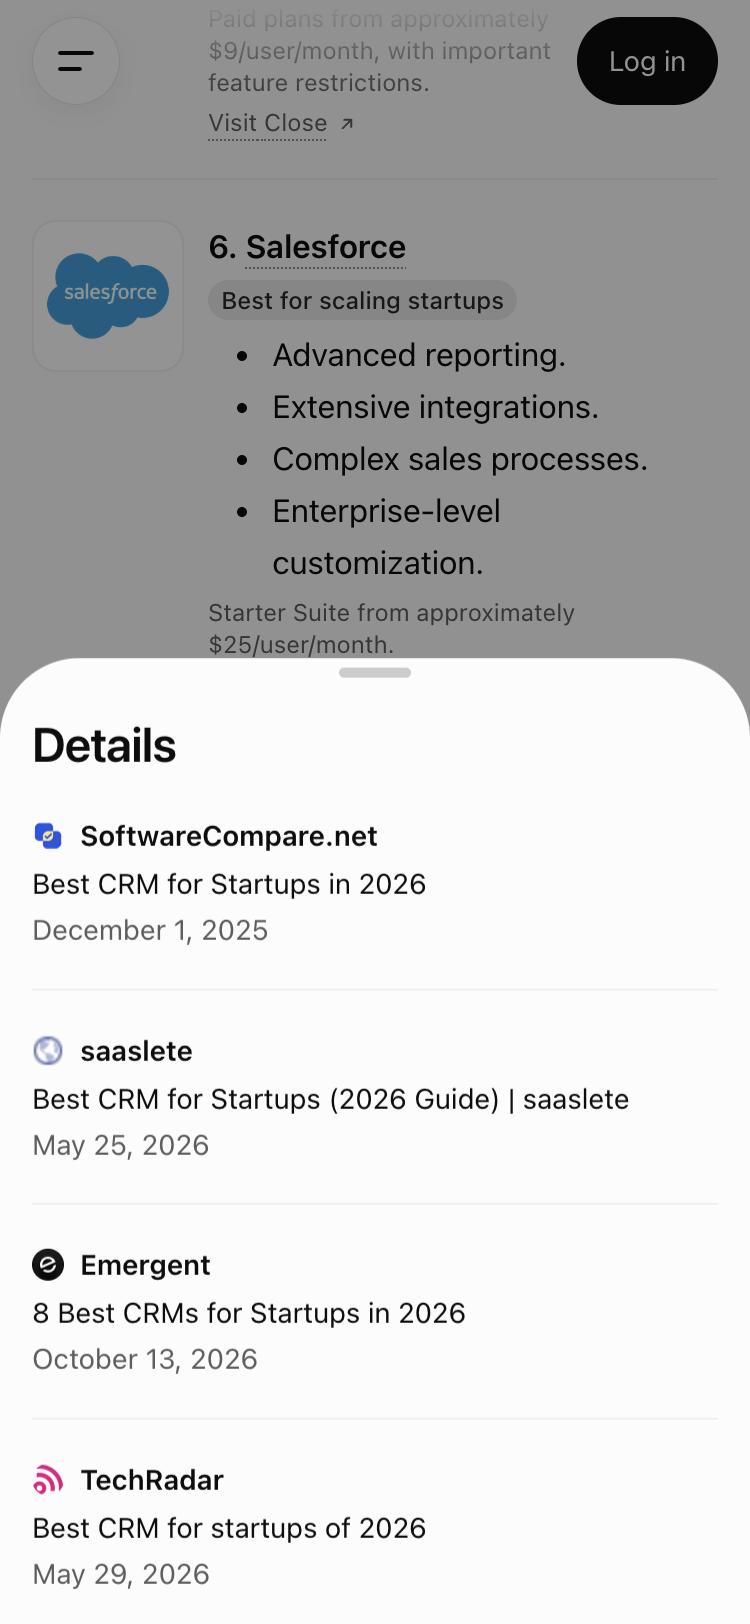 Paid plans from approximately
$9/user/month, with important
feature restrictions.
Log in
Visit Close ↗
salesforce
6. Salesforce
Best for scaling startups
• Advanced reporting.
• Extensive integrations.
• Complex sales processes.
• Enterprise-level
customization.
Starter Suite from approximately
$25/user/month.
Details
SoftwareCompare.net
Best CRM for Startups in 2026
December 1, 2025
saaslete
Best CRM for Startups (2026 Guide) | saaslete
May 25, 2026
Emergent
8 Best CRMs for Startups in 2026
October 13, 2026
TechRadar
Best CRM for startups of 2026
May 29, 2026